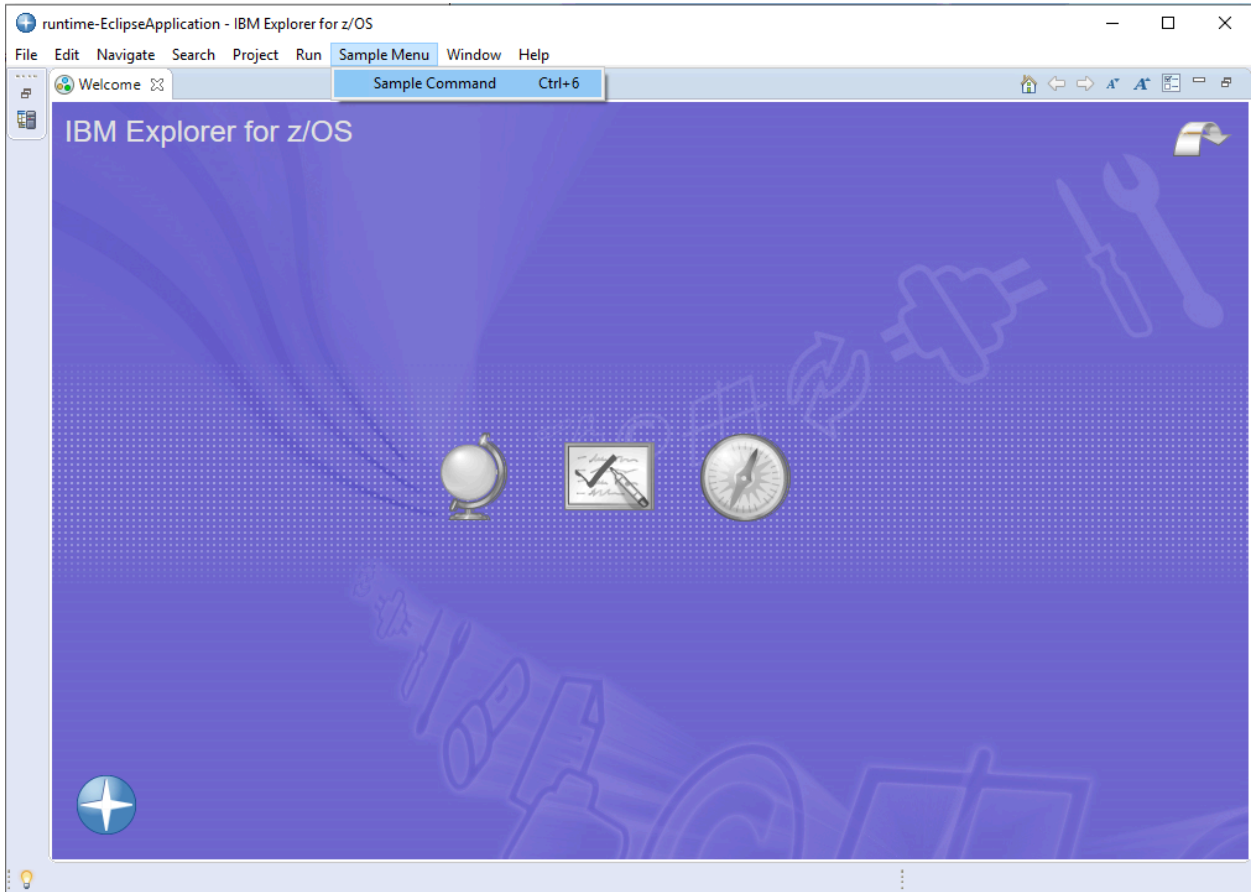 runtime-EclipseApplication - IBM Explorer for z/OS
File Edit Navigate Search Project Run Sample Menu Window Help
Welcome
Sample Command Ctrl+6
IBM Explorer for z/OS